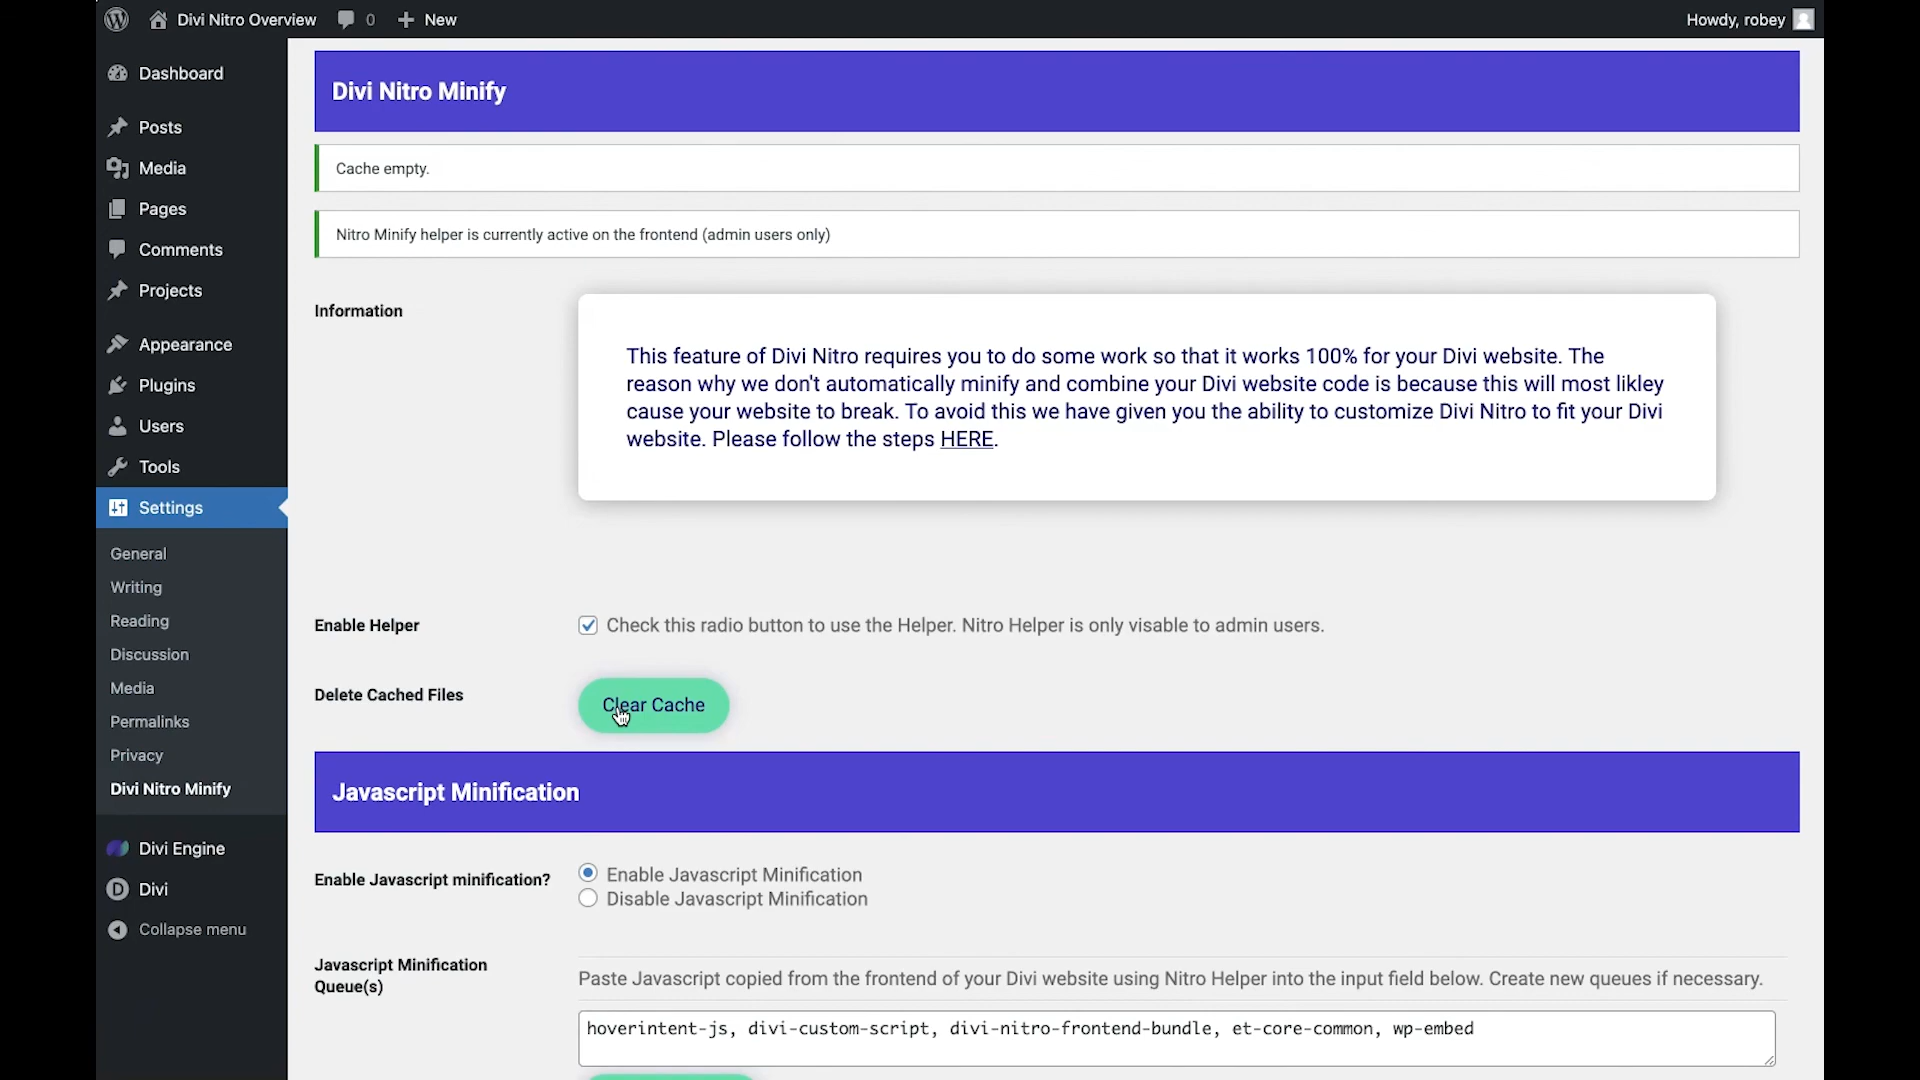 Divi Nitro Overview
0
New
Howdy, robey
Dashboard
Posts
Media
Pages
Comments
Projects
Appearance
Plugins
Users
Tools
Settings
General
Writing
Reading
Discussion
Media
Permalinks
Privacy
Divi Nitro Minify
Divi Engine
D
Divi
Collapse menu
Divi Nitro Minify
Cache empty.
Nitro Minify helper is currently active on the frontend (admin users only)
Information
This feature of Divi Nitro requires you to do some work so that it works 100% for your Divi website. The
reason why we don't automatically minify and combine your Divi website code is because this will most likley
cause your website to break. To avoid this we have given you the ability to customize Divi Nitro to fit your Divi
website. Please follow the steps HERE.
Enable Helper
Check this radio button to use the Helper. Nitro Helper is only visable to admin users.
Delete Cached Files
Clear Cache
Javascript Minification
Enable Javascript minification?
Enable Javascript Minification
Disable Javascript Minification
Javascript Minification
Queue(s)
Paste Javascript copied from the frontend of your Divi website using Nitro Helper into the input field below. Create new queues if necessary.
hoverintent-js, divi-custom-script, divi-nitro-frontend-bundle, et-core-common, wp-embed